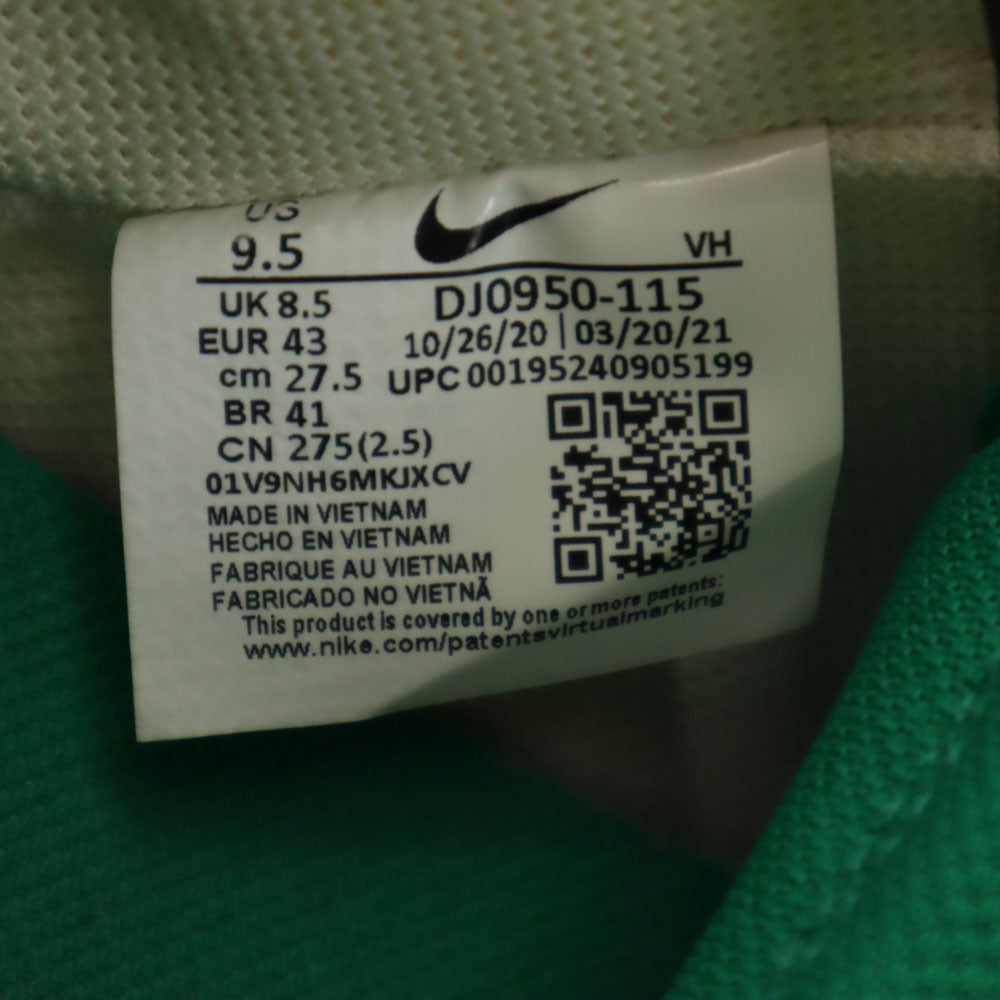 US
9.5
VH
UK 8.5
DJ0950-115
EUR 43
10/26/20 | 03/20/21
cm 27.5
UPC 00195240905199
BR 41
CN 275(2.5)
01V9NH6MKJXCV
MADE IN VIETNAM
HECHO EN VIETNAM
FABRIQUE AU VIETNAM
FABRICADO NO VIETNÃ
This product is covered by one or more patents:
www.nike.com/patentsvirtualmarking